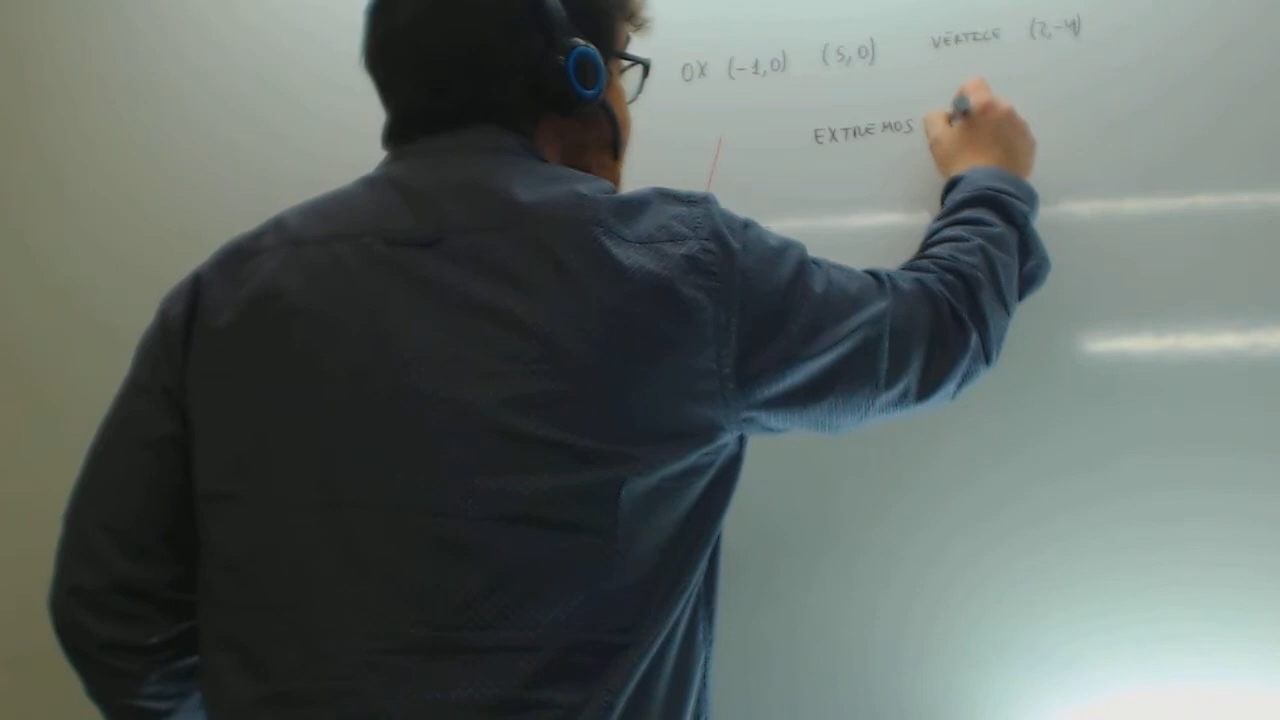 OX (-1,0) (5,0) VÉRTICE (2,-4)
EXTREMOS